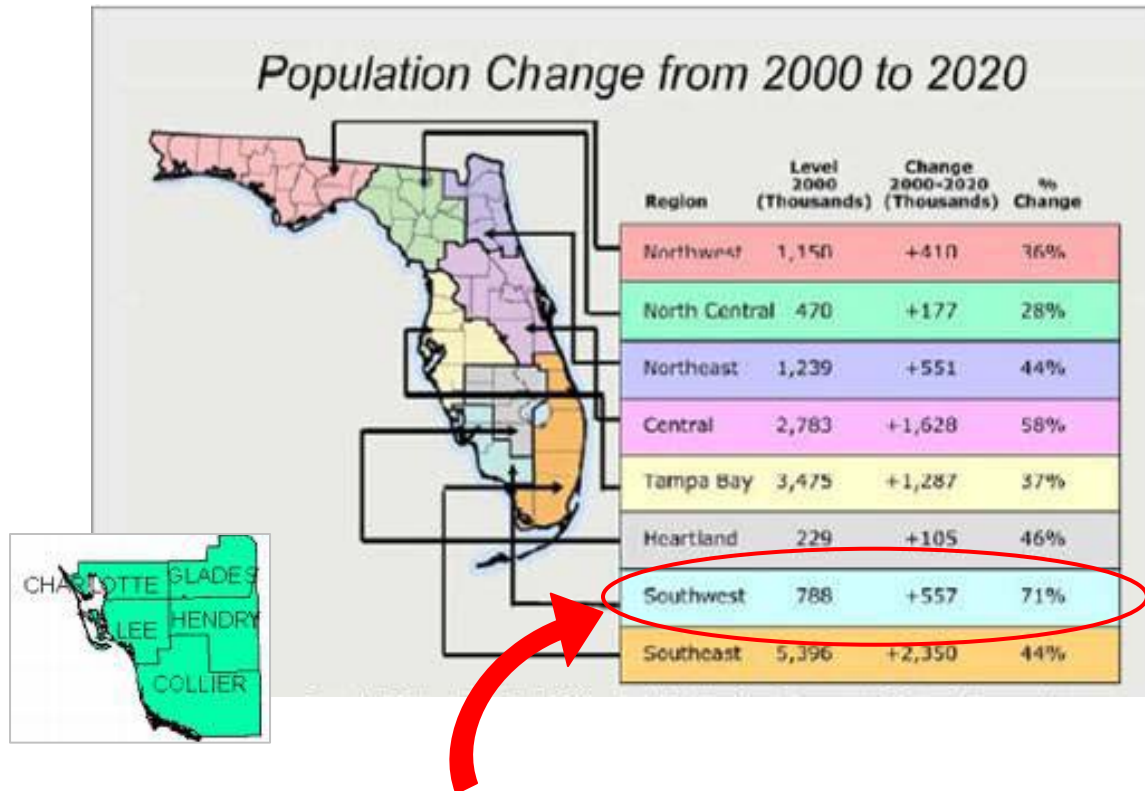 Population Change from 2000 to 2020
Region Level 2000 (Thousands) Change 2000-2020 (Thousands) % Change
Northwest 1,150 +410 36%
North Central 470 +177 28%
Northeast 1,239 +551 44%
Central 2,783 +1,628 58%
Tampa Bay 3,475 +1,287 37%
Heartland 229 +105 46%
Southwest 788 +557 71%
Southeast 5,396 +2,350 44%
CHARLOTTE GLADES
LEE HENDRY
COLLIER